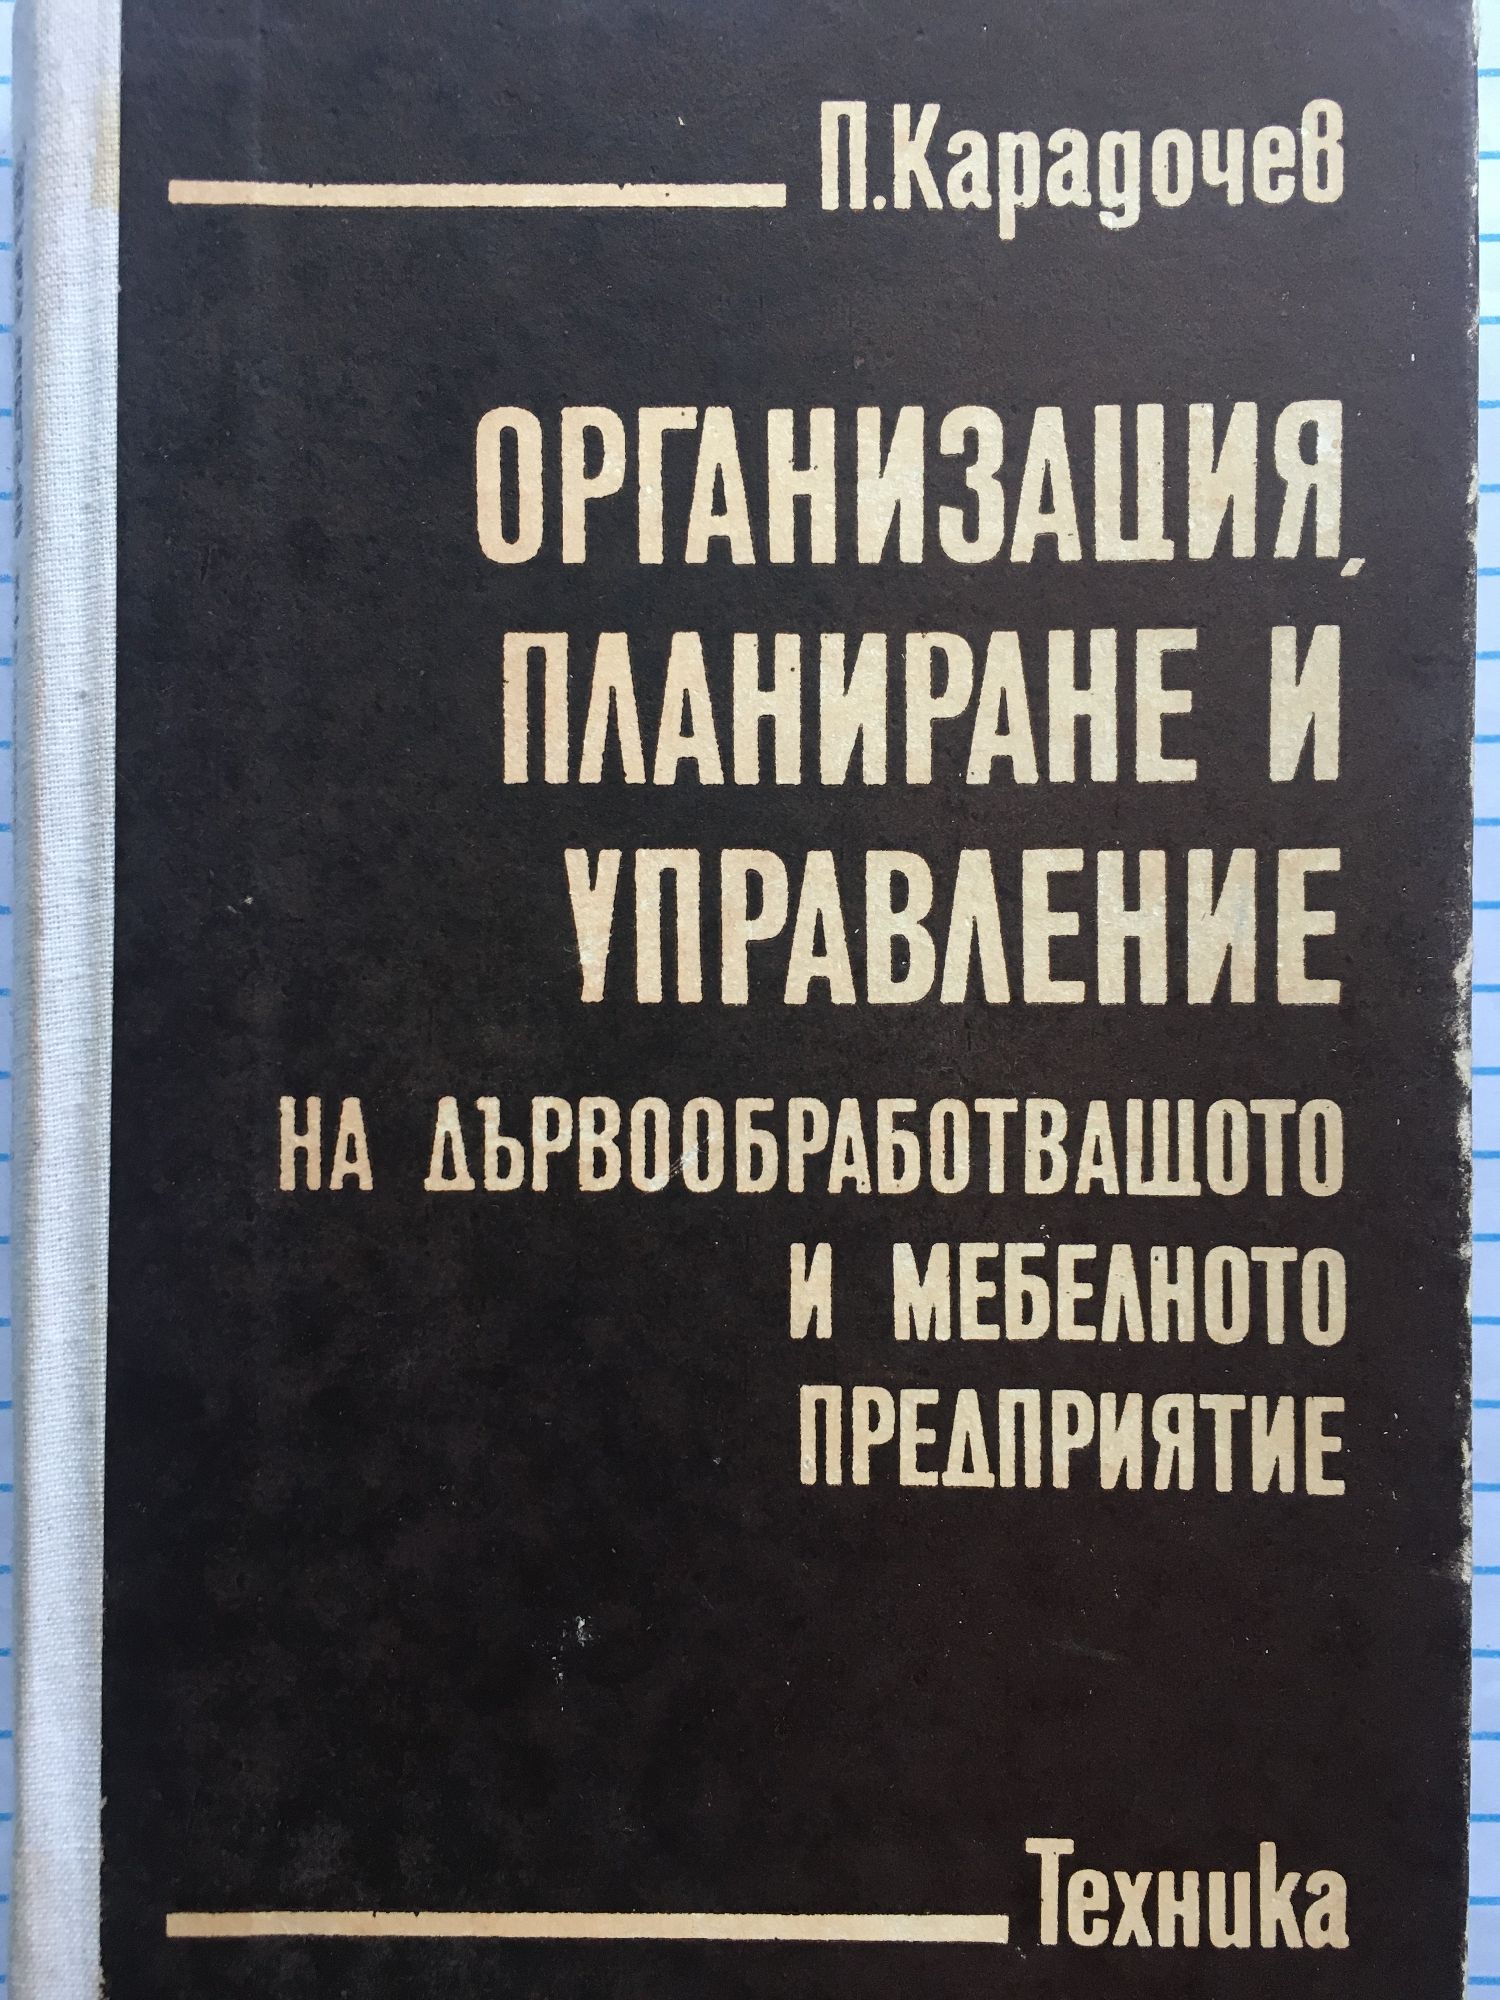 П.Карадочев
ОРГАНИЗАЦИЯ,
ПЛАНИРАНЕ И
УПРАВЛЕНИЕ
НА ДЪРВООБРАБОТВАЩОТО
И МЕБЕЛНОТО
ПРЕДПРИЯТИЕ
Техника